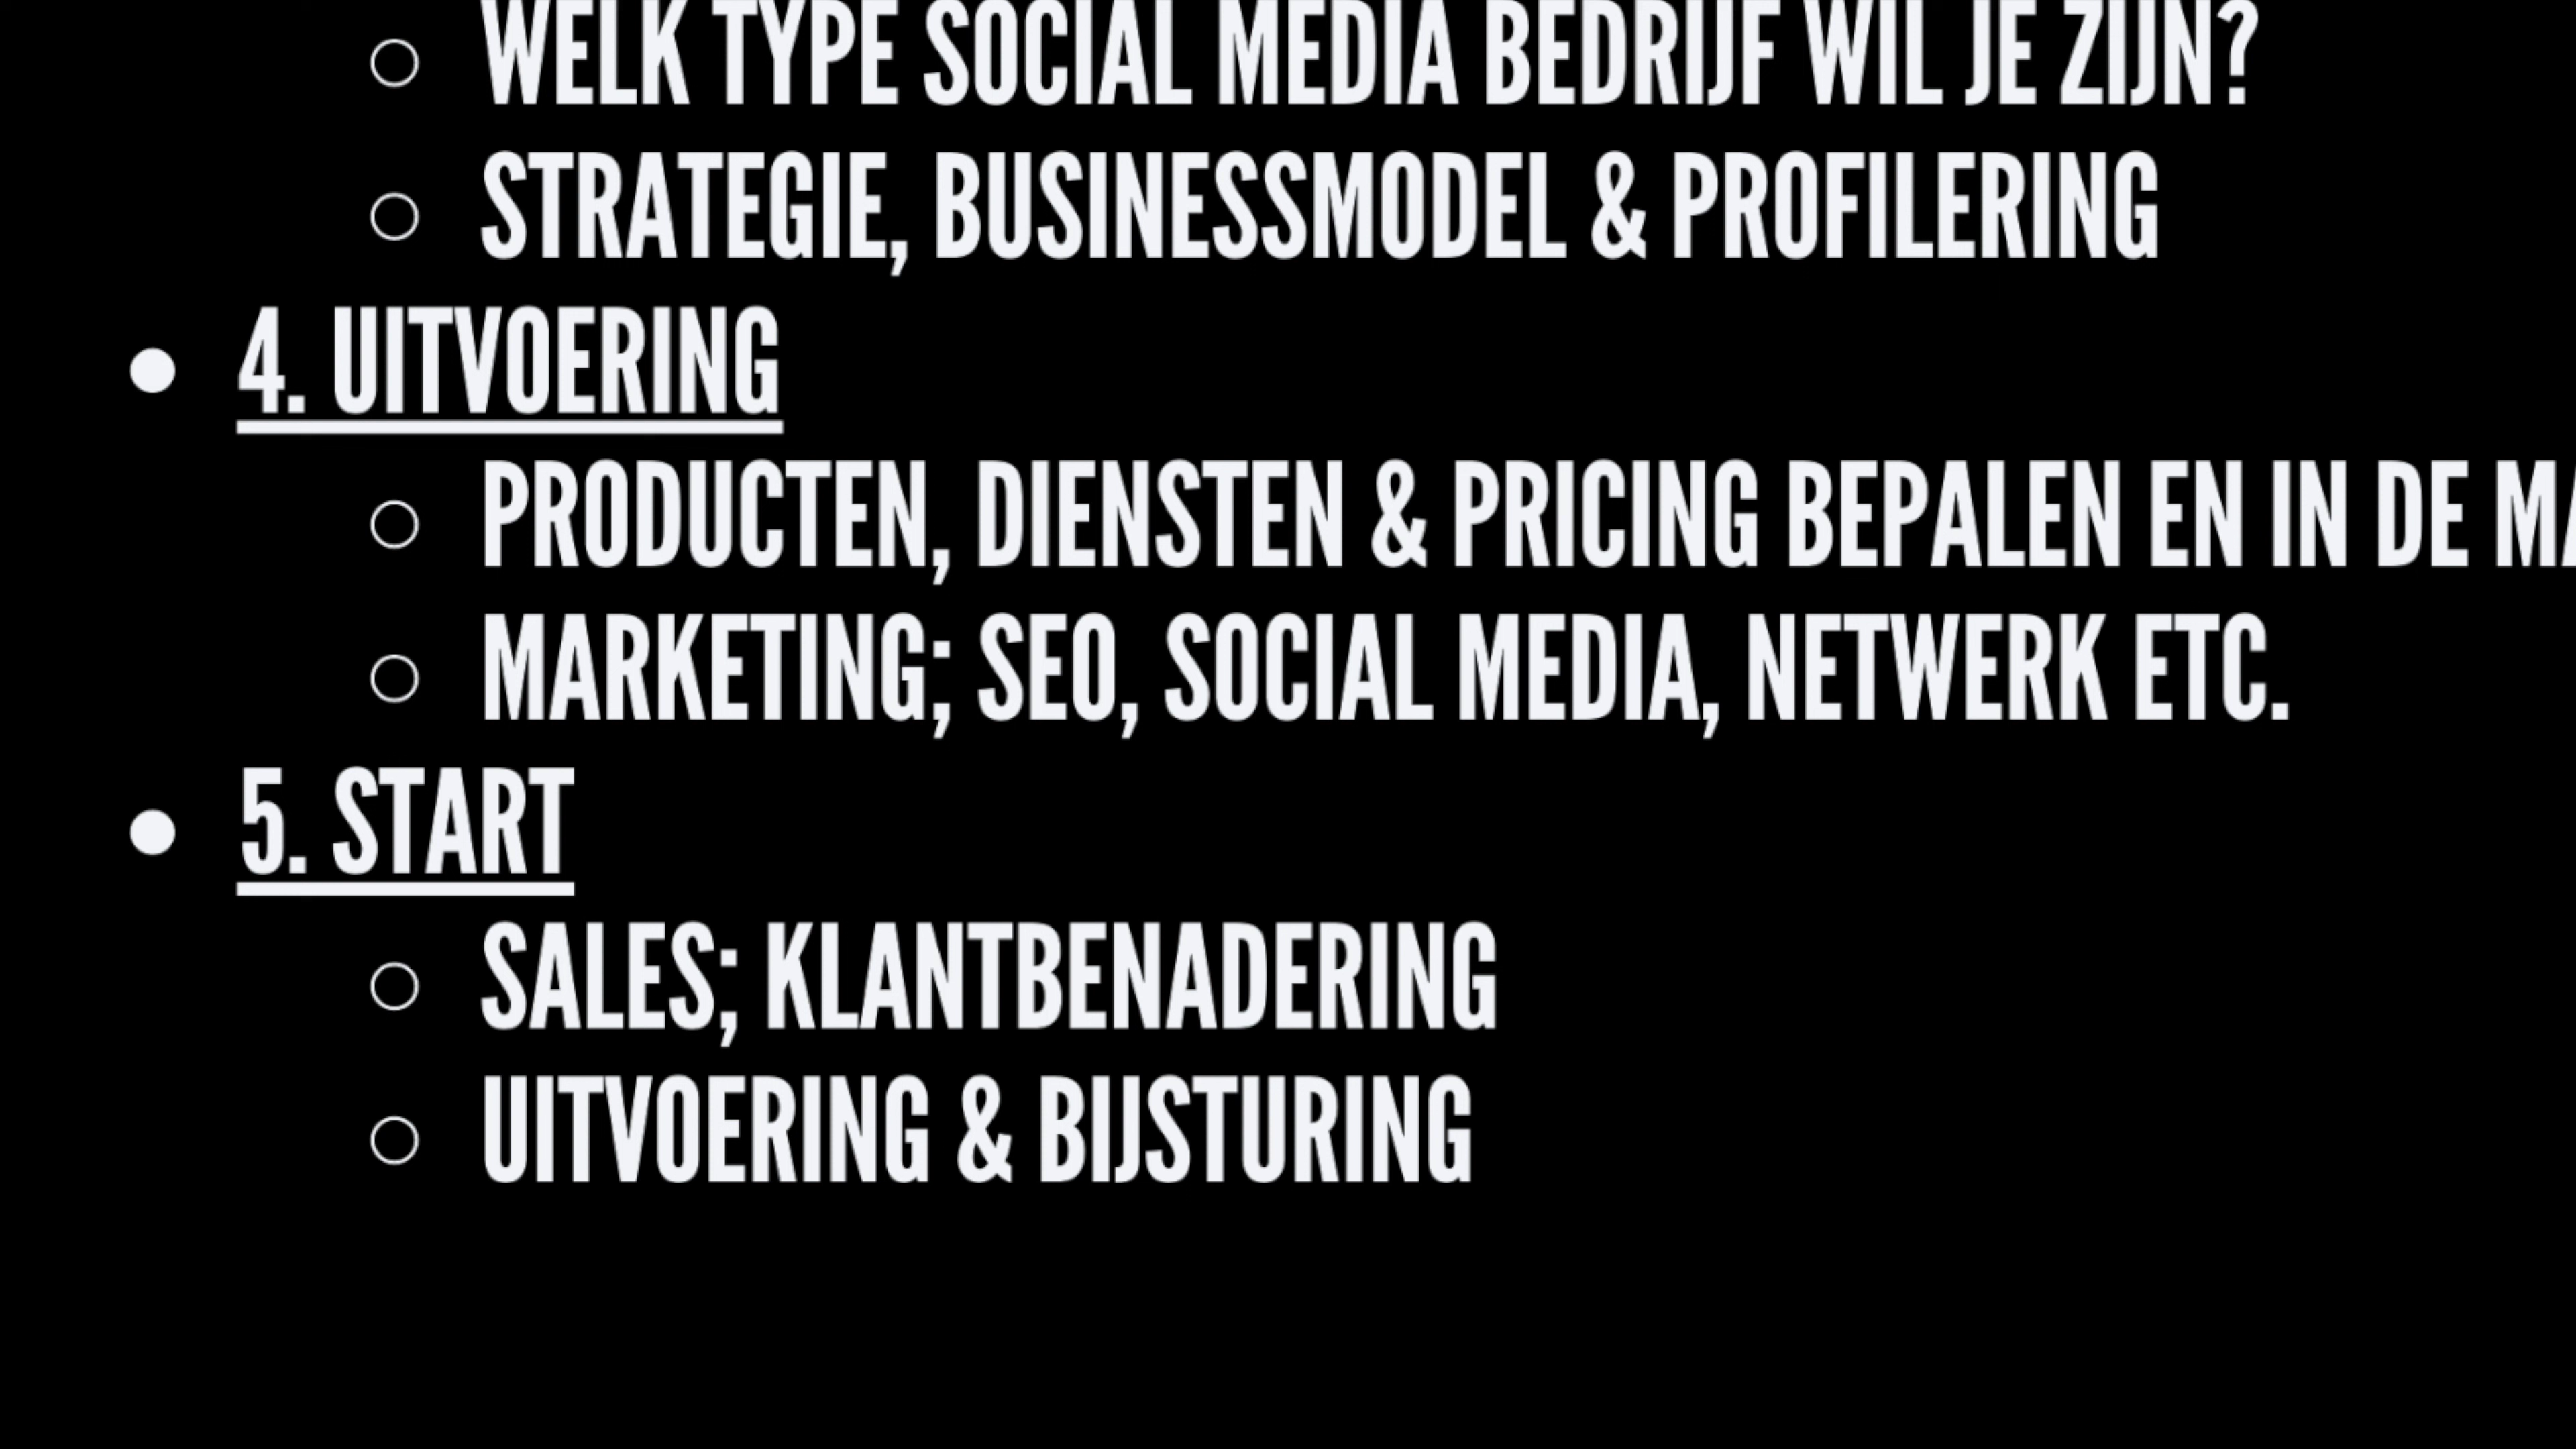 WELK TYPE SOCIAL MEDIA BEDRIJF WIL JE ZIJN?
STRATEGIE, BUSINESSMODEL & PROFILERING
4. UITVOERING
PRODUCTEN, DIENSTEN & PRICING BEPALEN EN IN DE
MARKETING; SEO, SOCIAL MEDIA, NETWERK ETC.
5. START
SALES; KLANTBENADERING
UITVOERING & BIJSTURING